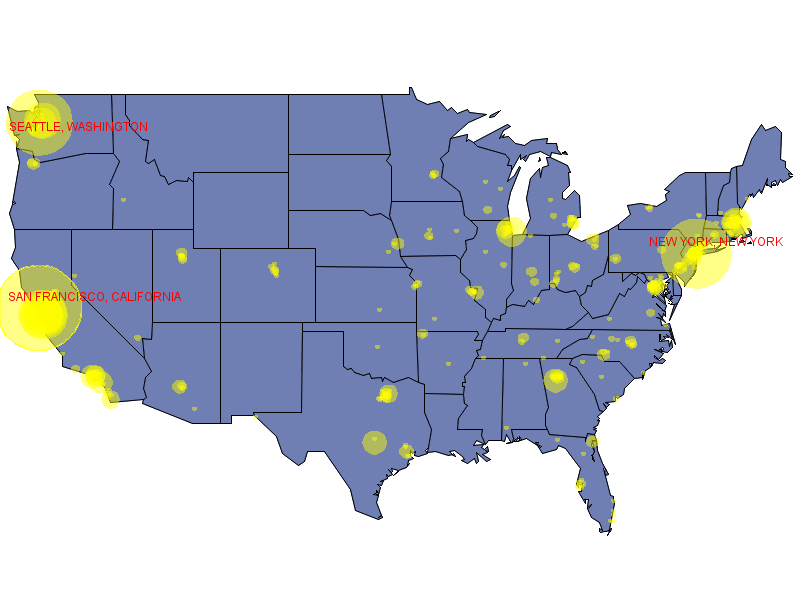 SEATTLE, WASHINGTON
NEW YORK, NEW YORK
SAN FRANCISCO, CALIFORNIA